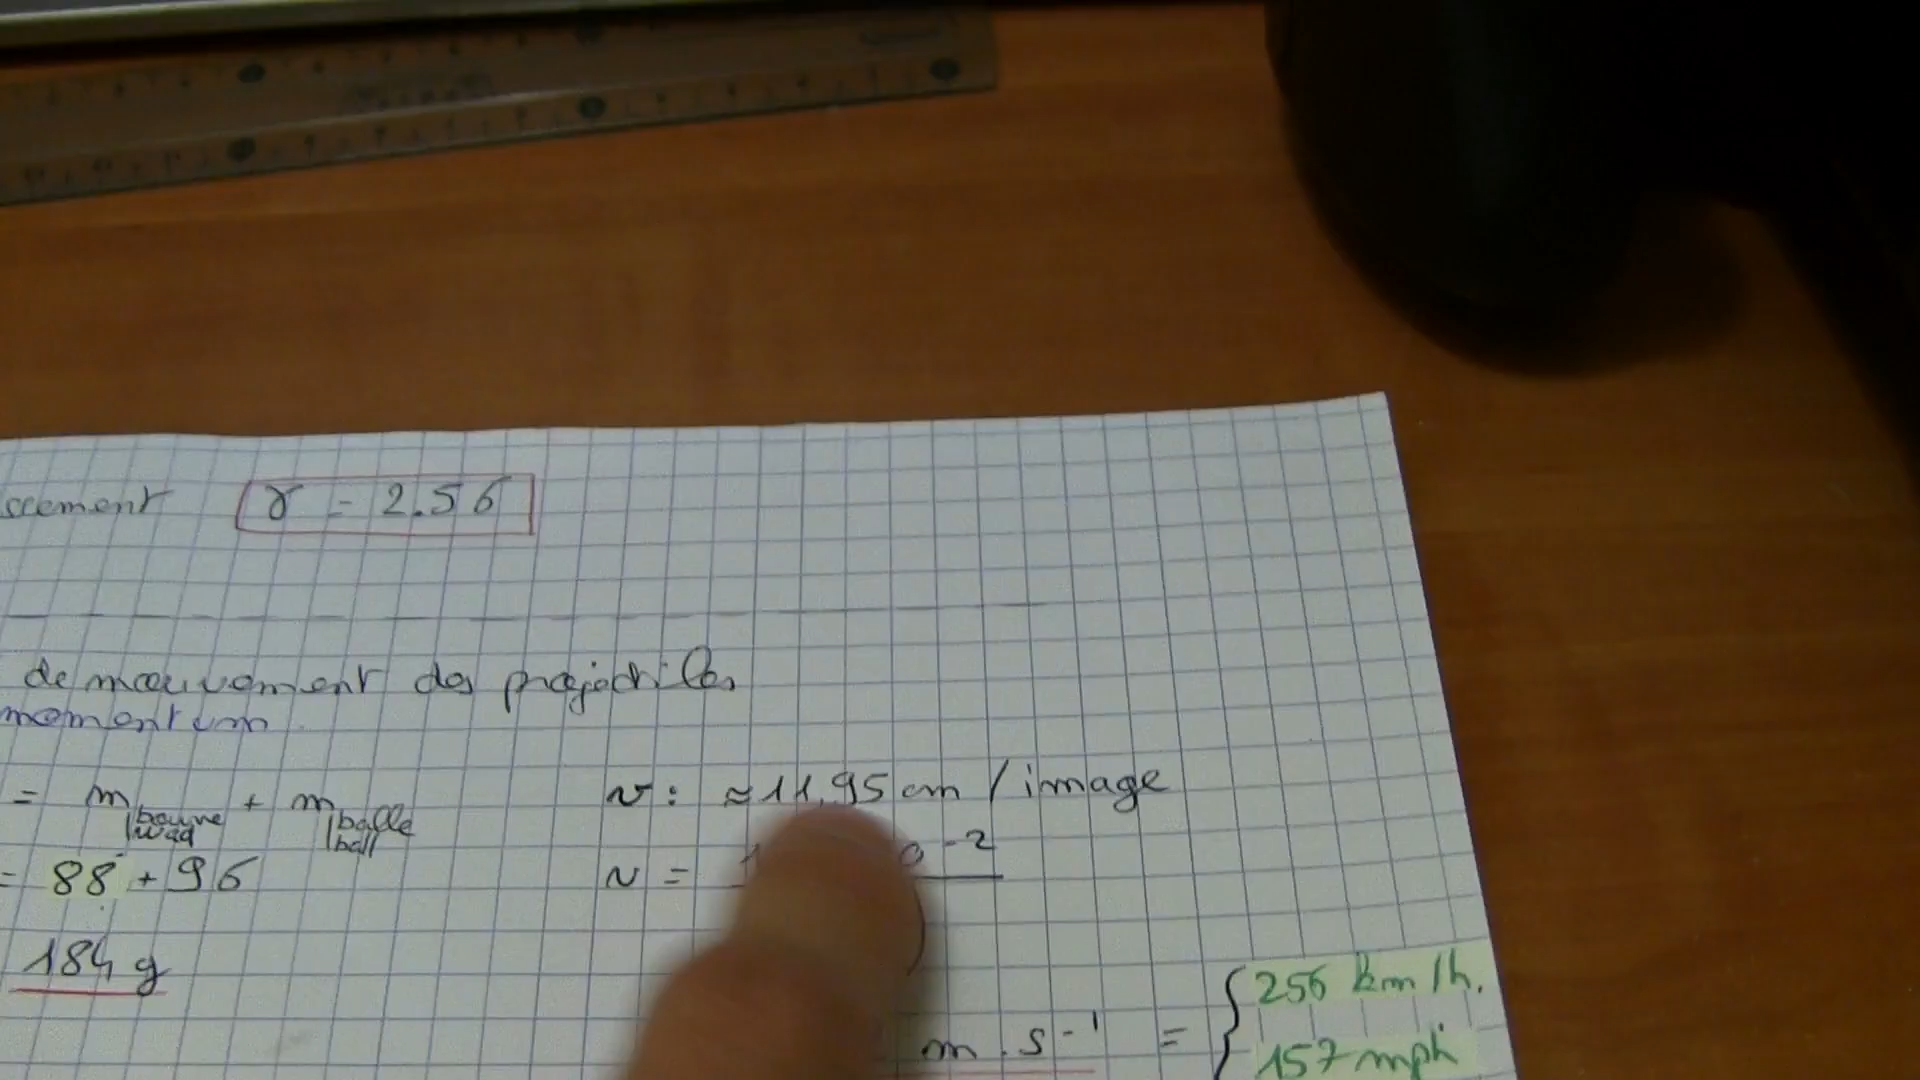 ssement γ = 2.56
de mouvement des projectiles
momentum
= m bourre wad + m balle ball
= 88 + 96
184 g
v : ≈ 11,95 cm / image
v =
m . s⁻¹ = { 256 km/h.
157 mph